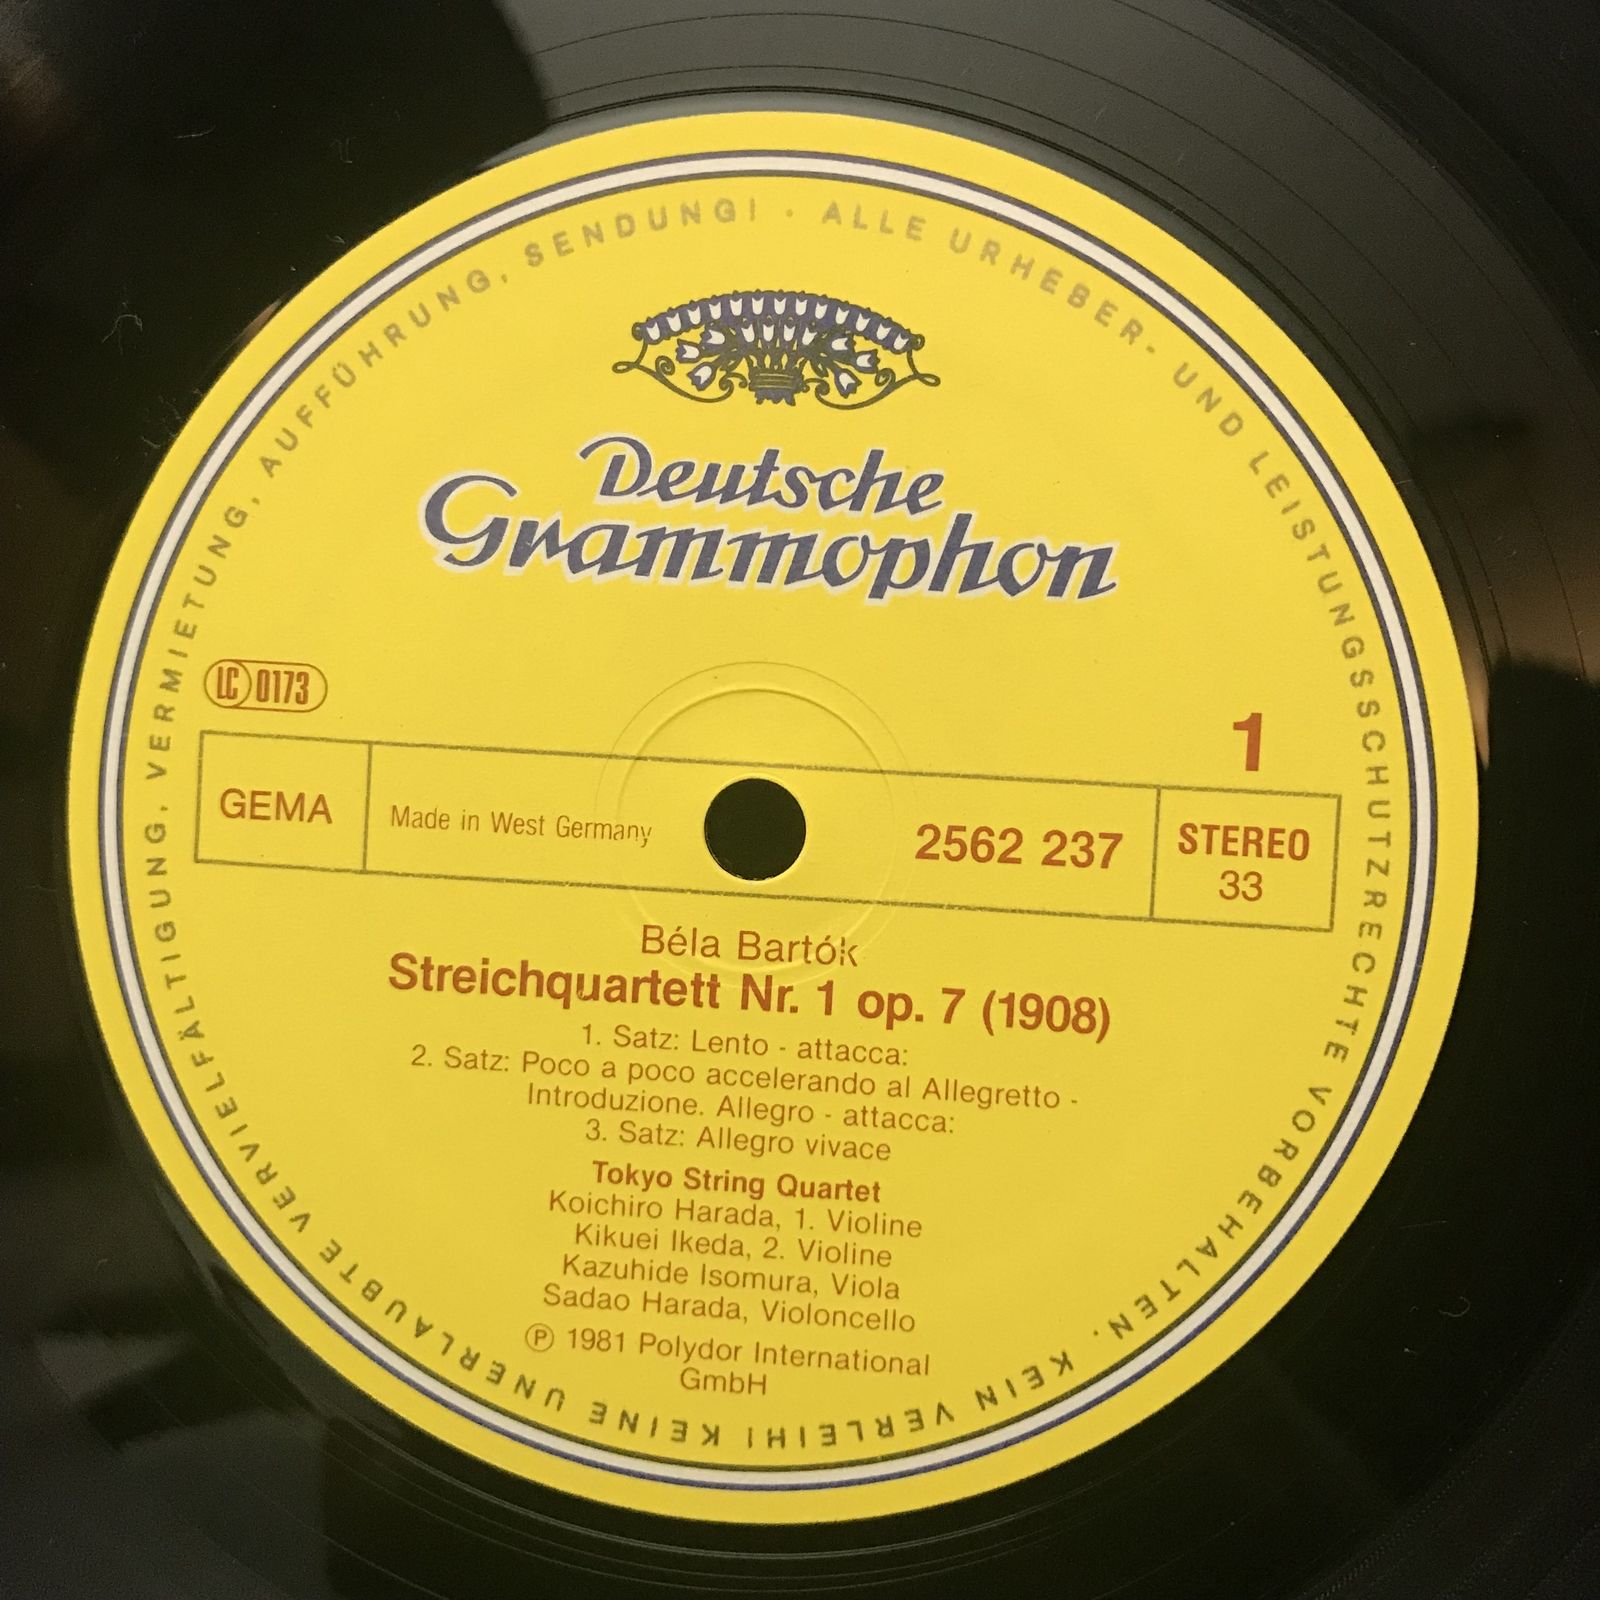 ALLE URHEBER- UND LEISTUNGSSCHUTZRECHTE VORBEHALTEN. KEIN VERLEIH! KEINE UNERLAUBTE VERVIELFÄLTIGUNG, VERMIETUNG, AUFFÜHRUNG, SENDUNG! ·
Deutsche
Grammophon
LC 0173
1
GEMA
Made in West Germany
2562 237
STEREO
33
Béla Bartók
Streichquartett Nr. 1 op. 7 (1908)
1. Satz: Lento - attacca:
2. Satz: Poco a poco accelerando al Allegretto -
Introduzione. Allegro - attacca:
3. Satz: Allegro vivace
Tokyo String Quartet
Koichiro Harada, 1. Violine
Kikuei Ikeda, 2. Violine
Kazuhide Isomura, Viola
Sadao Harada, Violoncello
℗ 1981 Polydor International
GmbH